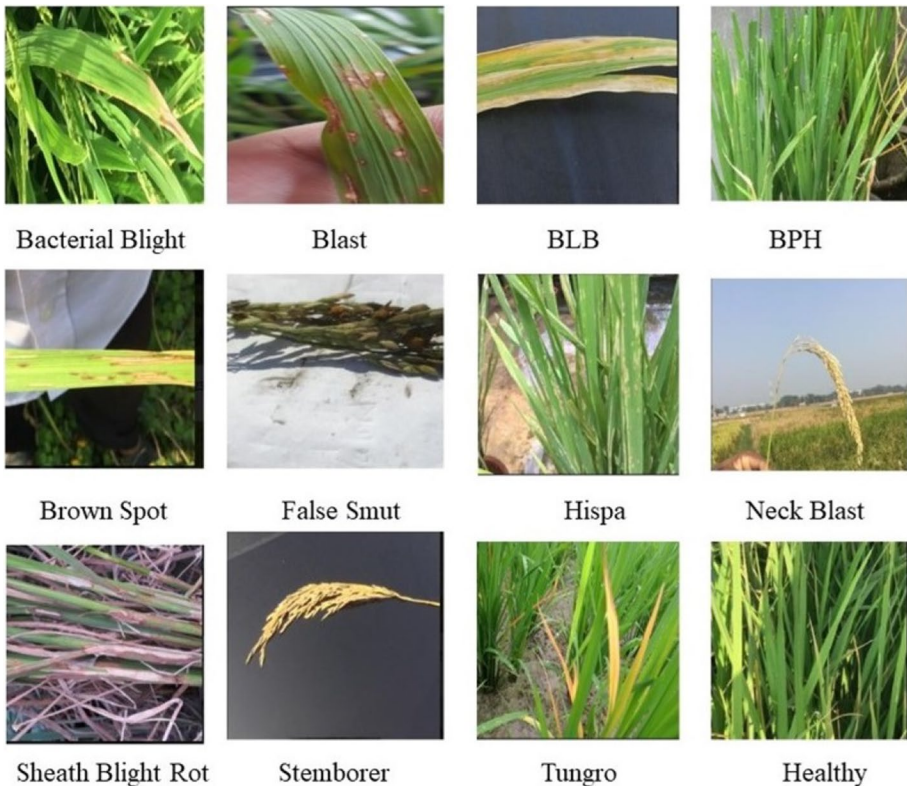 Bacterial Blight
Blast
BLB
BPH
Brown Spot
False Smut
Hispa
Neck Blast
Sheath Blight Rot
Stemborer
Tungro
Healthy